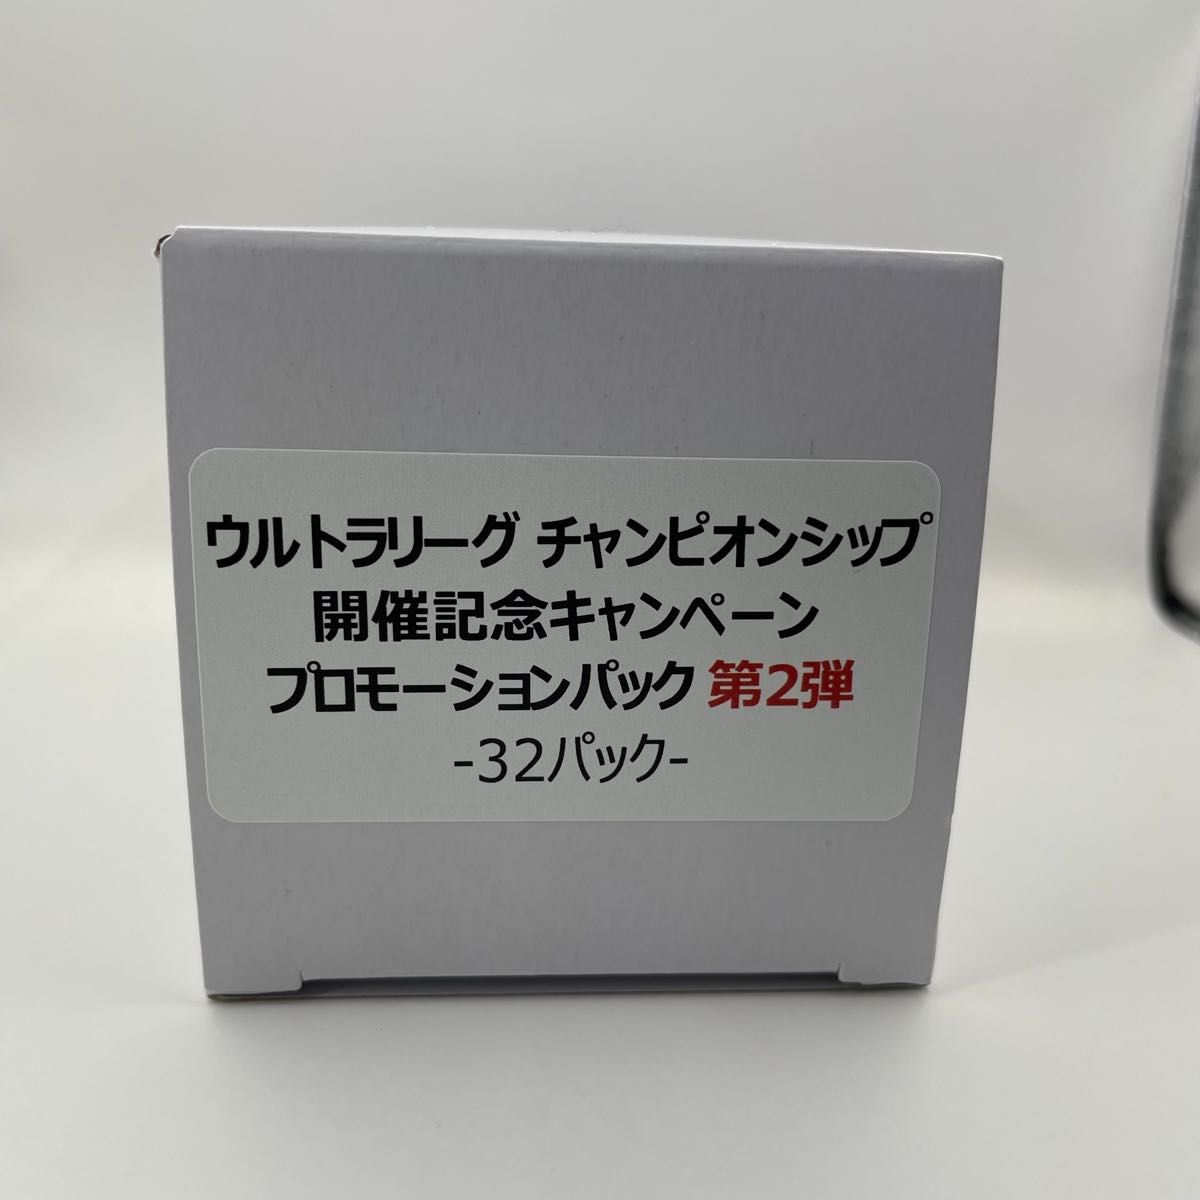 ウルトラリーグ チャンピオンシップ
開催記念キャンペーン
プロモーションパック 第2弾
-32パック-